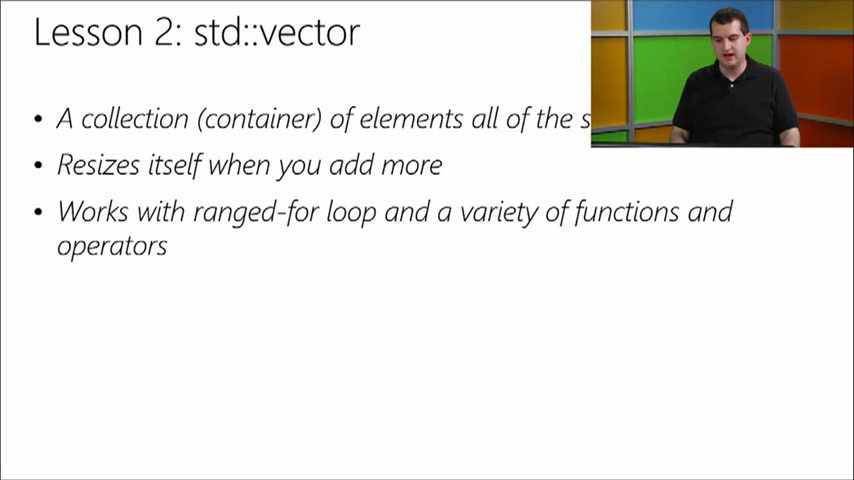 Lesson 2: std::vector
• A collection (container) of elements all of the
• Resizes itself when you add more
• Works with ranged-for loop and a variety of functions and
operators